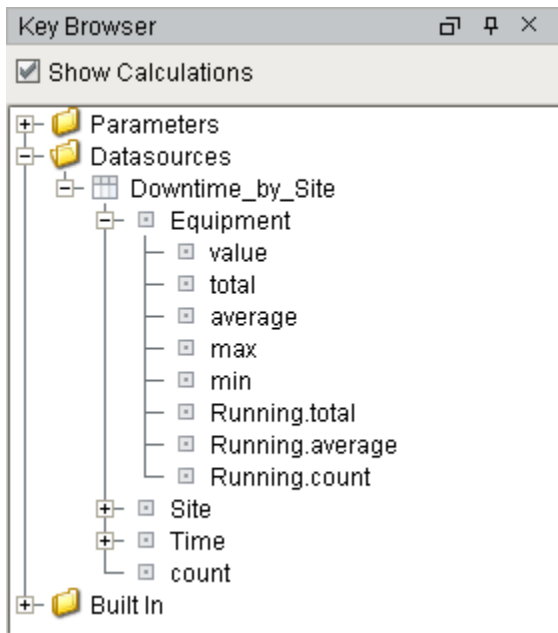 Key Browser
Show Calculations
Parameters
Datasources
Downtime_by_Site
Equipment
value
total
average
max
min
Running.total
Running.average
Running.count
Site
Time
count
Built In